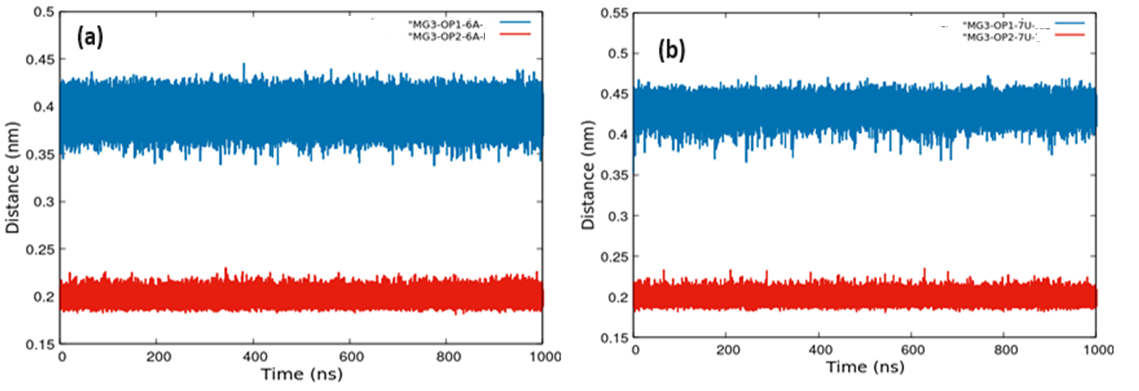 (a)
"MG3-OP1-6A-
"MG3-OP2-6A-
0.5
0.45
0.4
0.35
0.3
0.25
0.2
0.15
0 200 400 600 800 1000
Distance (nm)
Time (ns)
(b)
"MG3-OP1-7U-
"MG3-OP2-7U-
0.55
0.5
0.45
0.4
0.35
0.3
0.25
0.2
0.15
0 200 400 600 800 1000
Distance (nm)
Time (ns)